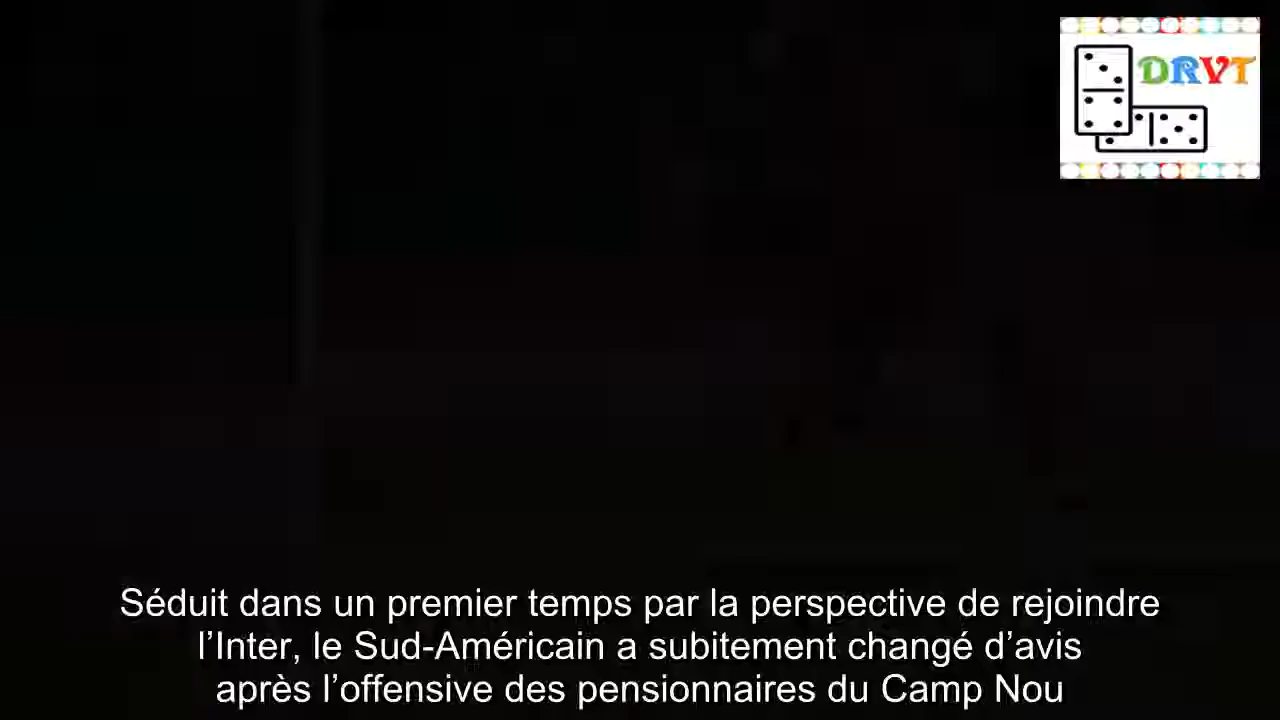 DRVT
Séduit dans un premier temps par la perspective de rejoindre
l’Inter, le Sud-Américain a subitement changé d’avis
après l’offensive des pensionnaires du Camp Nou